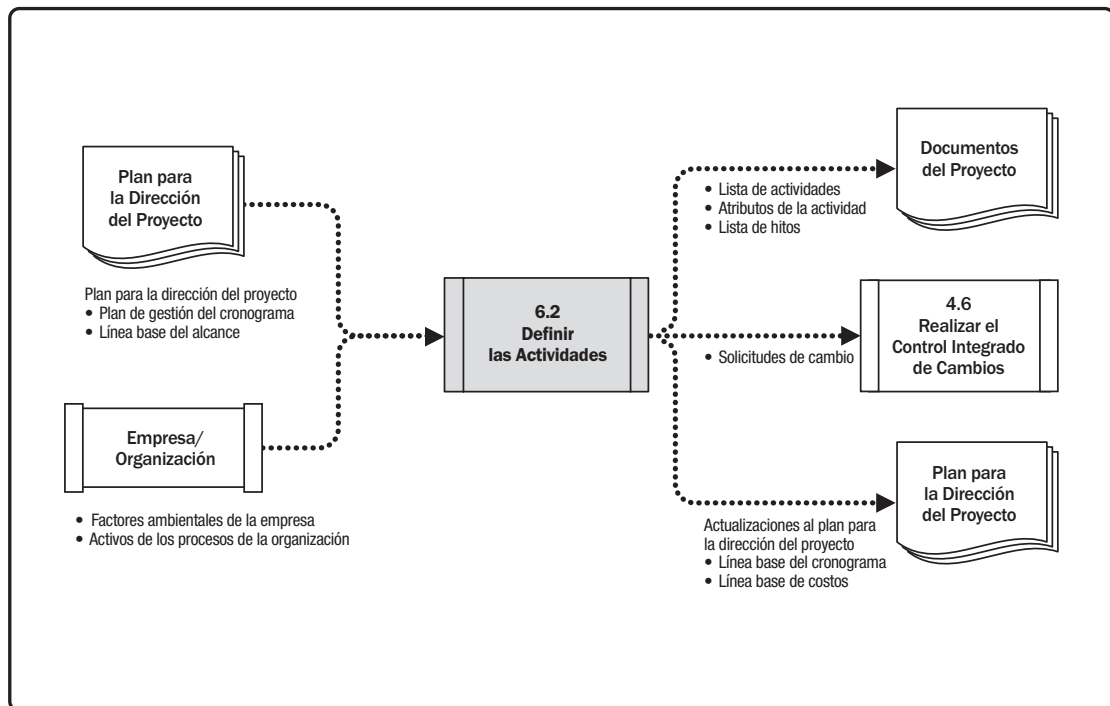 Plan para
la Dirección
del Proyecto
Plan para la dirección del proyecto
• Plan de gestión del cronograma
• Línea base del alcance
Empresa/
Organización
• Factores ambientales de la empresa
• Activos de los procesos de la organización
6.2
Definir
las Actividades
Documentos
del Proyecto
• Lista de actividades
• Atributos de la actividad
• Lista de hitos
4.6
Realizar el
Control Integrado
de Cambios
• Solicitudes de cambio
Plan para
la Dirección
del Proyecto
Actualizaciones al plan para
la dirección del proyecto
• Línea base del cronograma
• Línea base de costos